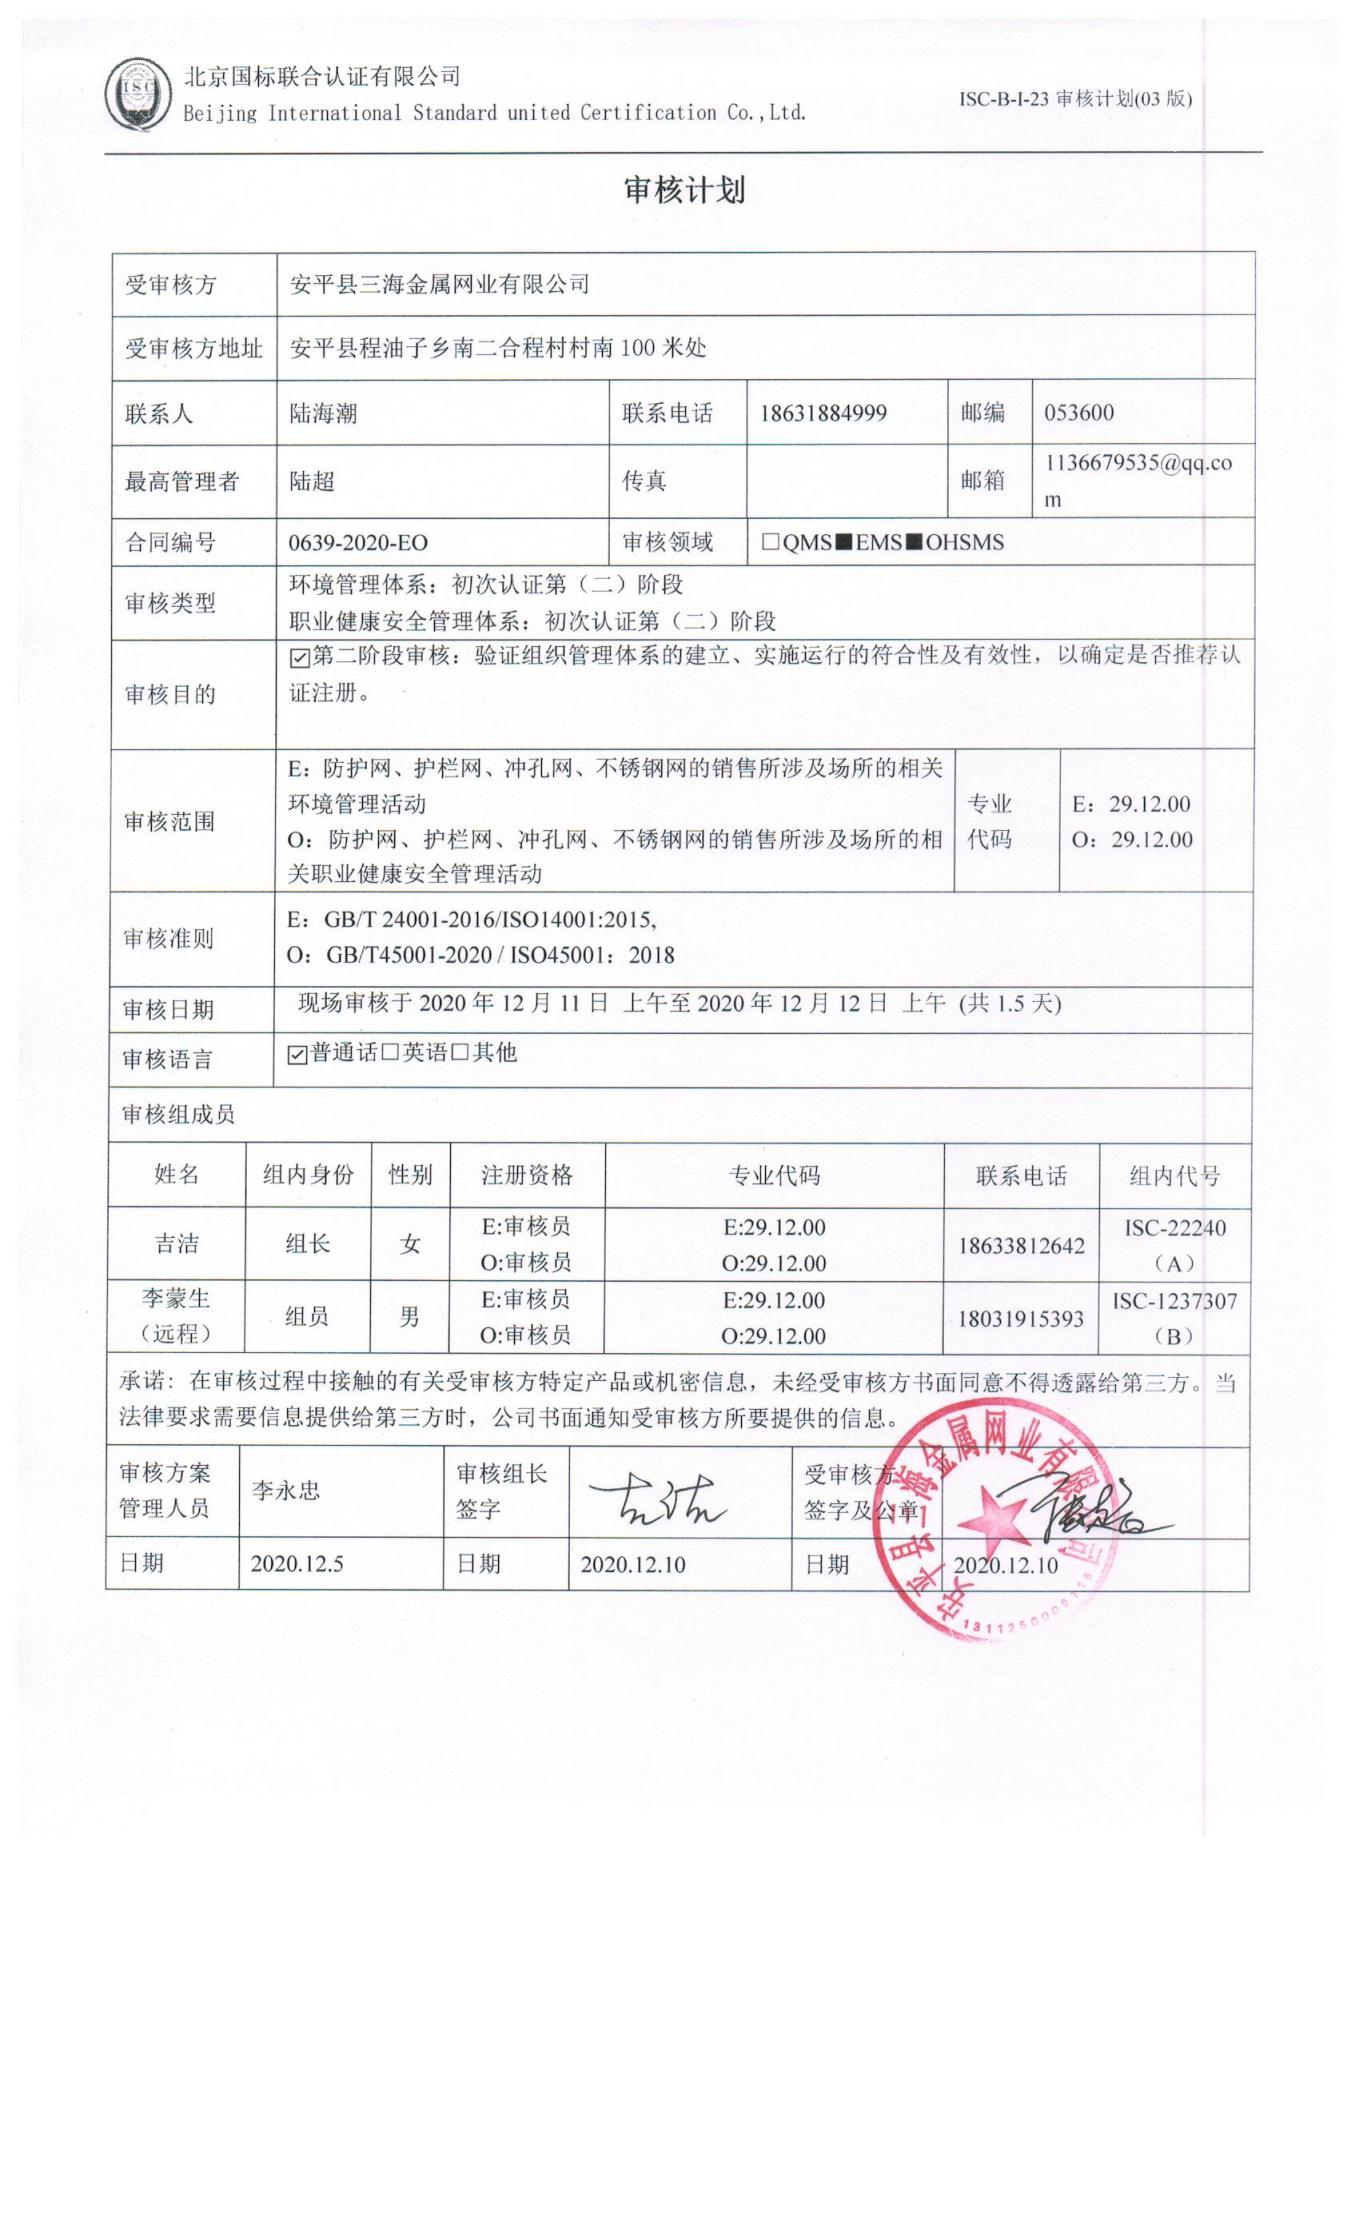 ISC
北京国标联合认证有限公司
Beijing International Standard united Certification Co.,Ltd.
ISC-B-I-23 审核计划(03 版)
审核计划
受审核方 安平县三海金属网业有限公司
受审核方地址 安平县程油子乡南二合程村村南 100 米处
联系人 陆海潮 联系电话 18631884999 邮编 053600
最高管理者 陆超 传真 邮箱 1136679535@qq.co
m
合同编号 0639-2020-EO 审核领域 □QMS■EMS■OHSMS
审核类型
环境管理体系：初次认证第（二）阶段
职业健康安全管理体系：初次认证第（二）阶段
审核目的
☑第二阶段审核：验证组织管理体系的建立、实施运行的符合性及有效性，以确定是否推荐认
证注册。
审核范围
E：防护网、护栏网、冲孔网、不锈钢网的销售所涉及场所的相关
环境管理活动
O：防护网、护栏网、冲孔网、不锈钢网的销售所涉及场所的相
关职业健康安全管理活动
专业
代码
E：29.12.00
O：29.12.00
审核准则
E：GB/T 24001-2016/ISO14001:2015,
O：GB/T45001-2020 / ISO45001：2018
审核日期 现场审核于 2020 年 12 月 11 日 上午至 2020 年 12 月 12 日 上午 (共 1.5 天)
审核语言 ☑普通话□英语□其他
审核组成员
姓名 组内身份 性别 注册资格 专业代码 联系电话 组内代号
吉洁 组长 女 E:审核员 E:29.12.00 18633812642 ISC-22240
O:审核员 O:29.12.00 （A）
李蒙生 组员 男 E:审核员 E:29.12.00 18031915393 ISC-1237307
（远程） O:审核员 O:29.12.00 （B）
承诺：在审核过程中接触的有关受审核方特定产品或机密信息，未经受审核方书面同意不得透露给第三方。当
法律要求需要信息提供给第三方时，公司书面通知受审核方所要提供的信息。
审核方案
管理人员
李永忠
审核组长
签字
吉洁
受审核方
签字及公章
陆超
日期 2020.12.5 日期 2020.12.10 日期 2020.12.10
安平县三海金属网业有限公司